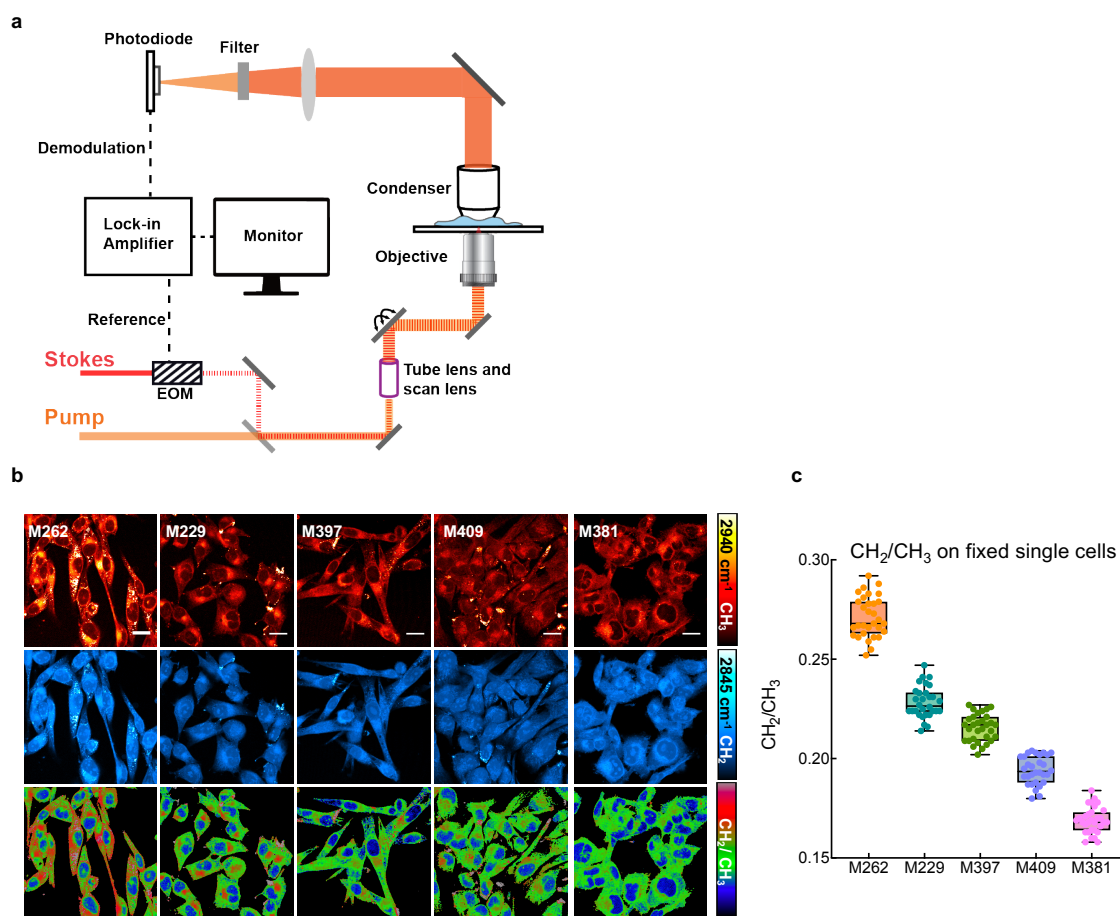 a
Photodiode
Filter
Demodulation
Condenser
Lock-in
Amplifier
Monitor
Objective
Reference
Stokes
EOM
Tube lens and
scan lens
Pump
b
M262
M229
M397
M409
M381
2940 cm⁻¹ CH₃
2845 cm⁻¹ CH₂
CH₂/ CH₃
c
CH₂/CH₃ on fixed single cells
CH₂/CH₃
0.30
0.25
0.20
0.15
M262
M229
M397
M409
M381